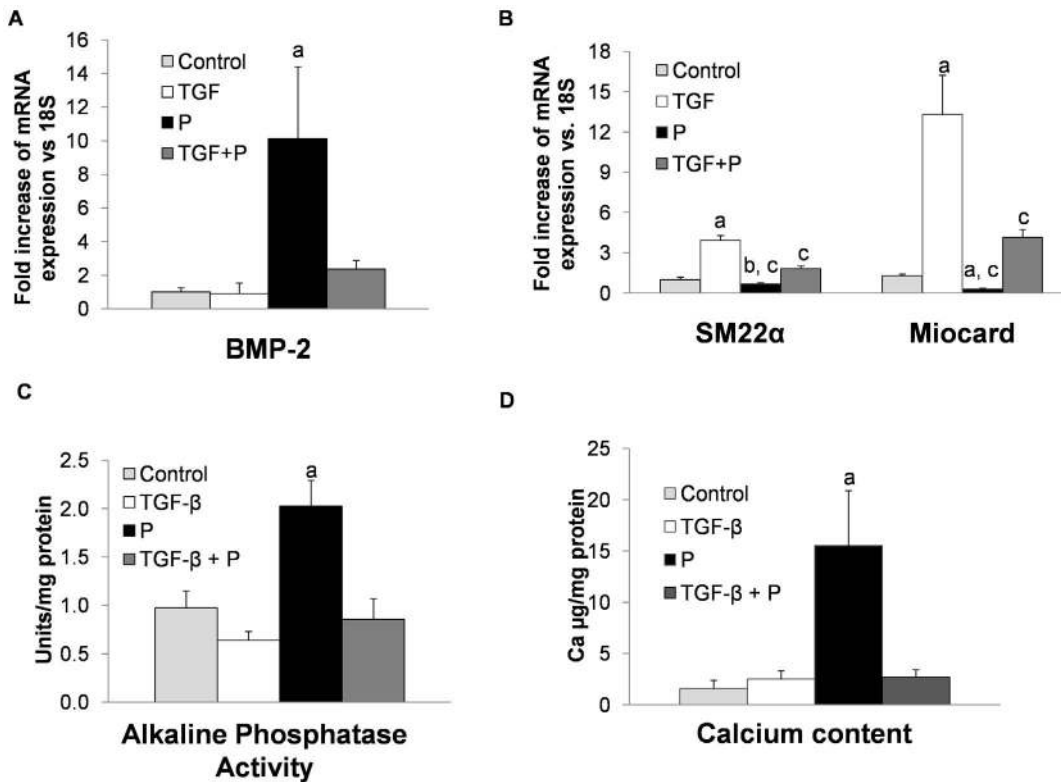 A
Fold increase of mRNA
expression vs 18S
16
14
12
10
8
6
4
2
0
Control
TGF
P
TGF+P
a
BMP-2
B
Fold increase of mRNA
expression vs. 18S
18
15
12
9
6
3
0
Control
TGF
P
TGF+P
a
b, c
c
a
a, c
c
SM22α
Miocard
C
Units/mg protein
2.5
2.0
1.5
1.0
0.5
0.0
Control
TGF-β
P
TGF-β + P
a
Alkaline Phosphatase
Activity
D
Ca µg/mg protein
25
20
15
10
5
0
Control
TGF-β
P
TGF-β + P
a
Calcium content